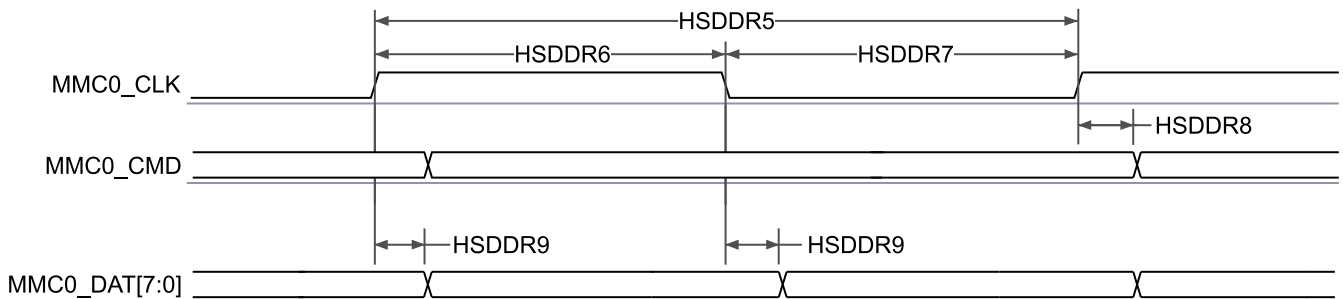 HSDDR5
HSDDR6 HSDDR7
MMC0_CLK
HSDDR8
MMC0_CMD
HSDDR9 HSDDR9
MMC0_DAT[7:0]